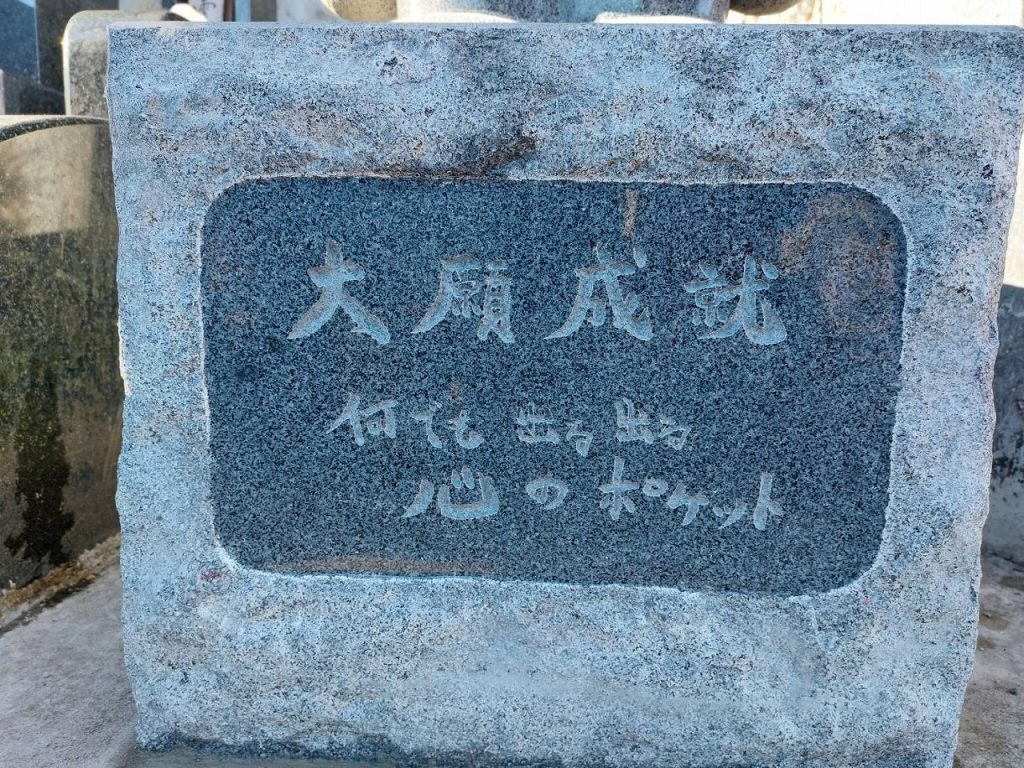 大願成就
何でも 出る 出る
心のポケット